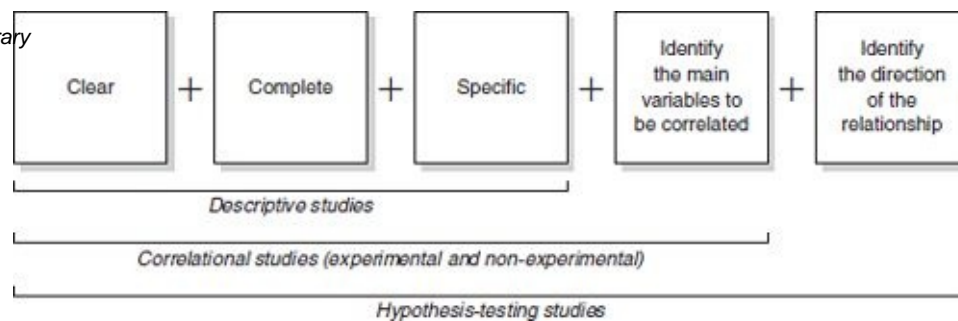 rary
Clear
+
Complete
+
Specific
+
Identify
the main
variables to
be correlated
+
Identify
the direction
of the
relationship
Descriptive studies
Correlational studies (experimental and non-experimental)
Hypothesis-testing studies